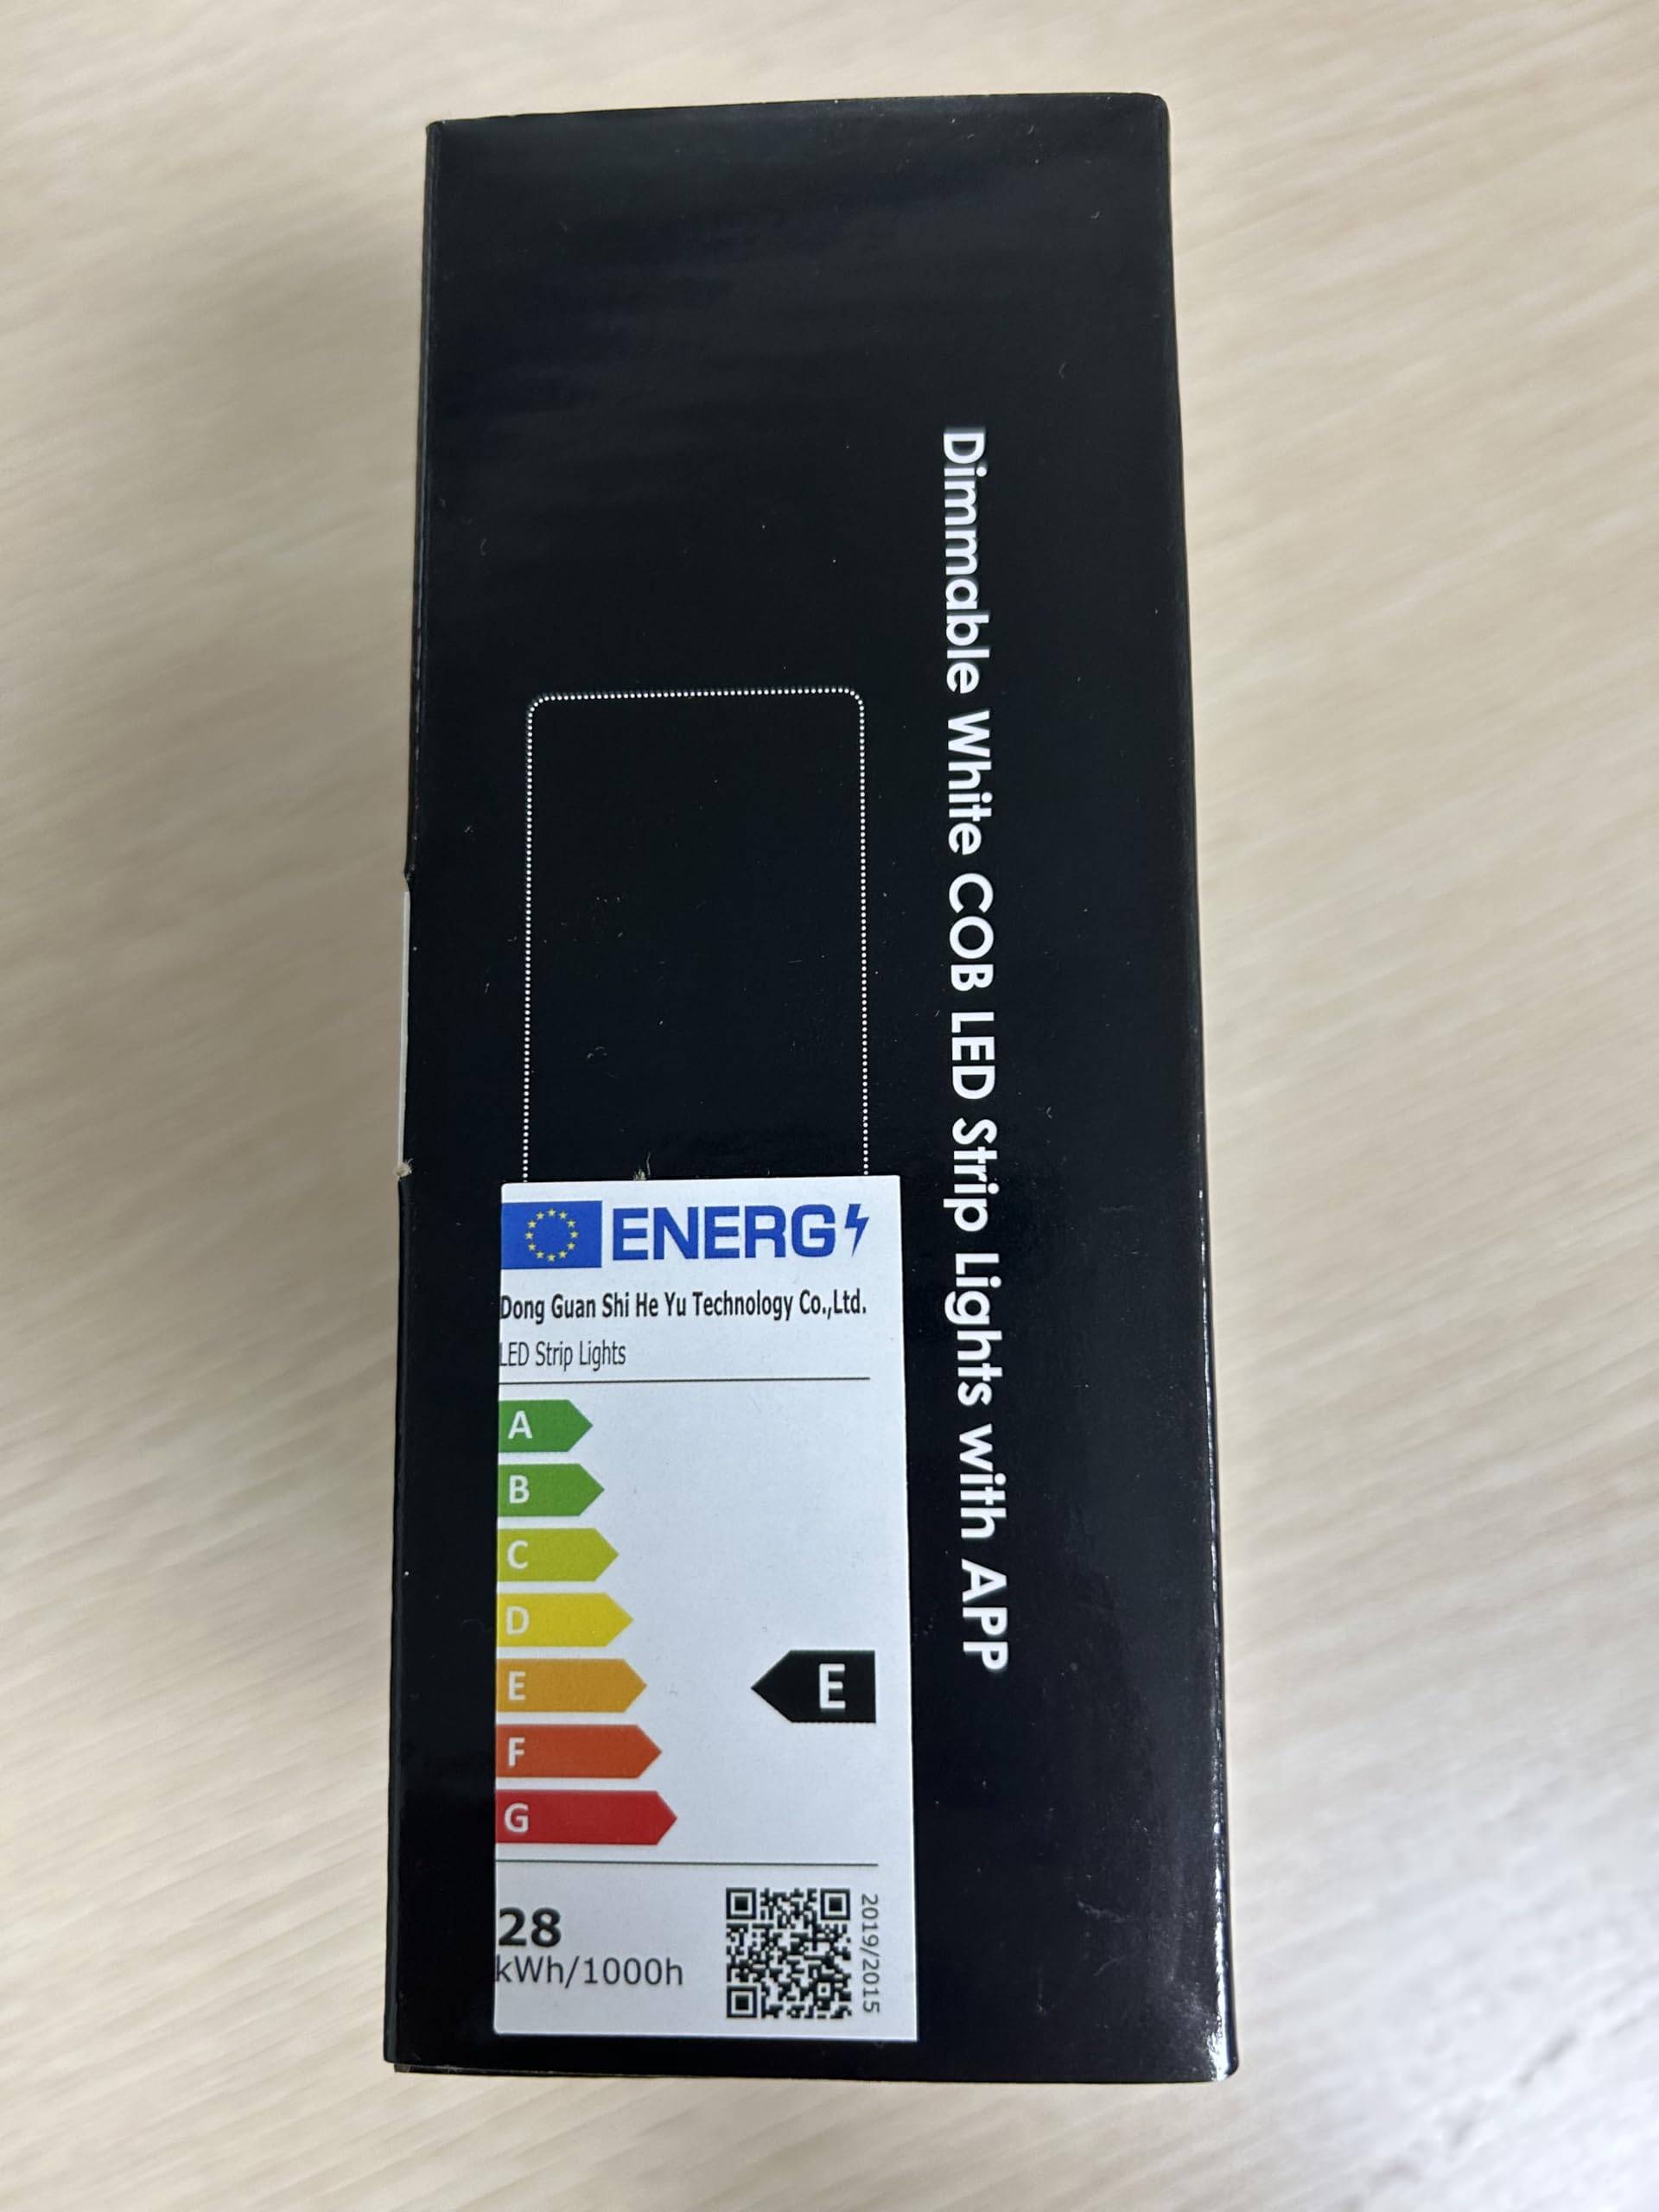 Dimmable White COB LED Strip Lights with APP
ENERG
Dong Guan Shi He Yu Technology Co.,Ltd.
LED Strip Lights
A
B
C
D
E
E
F
G
28
kWh/1000h
2019/2015